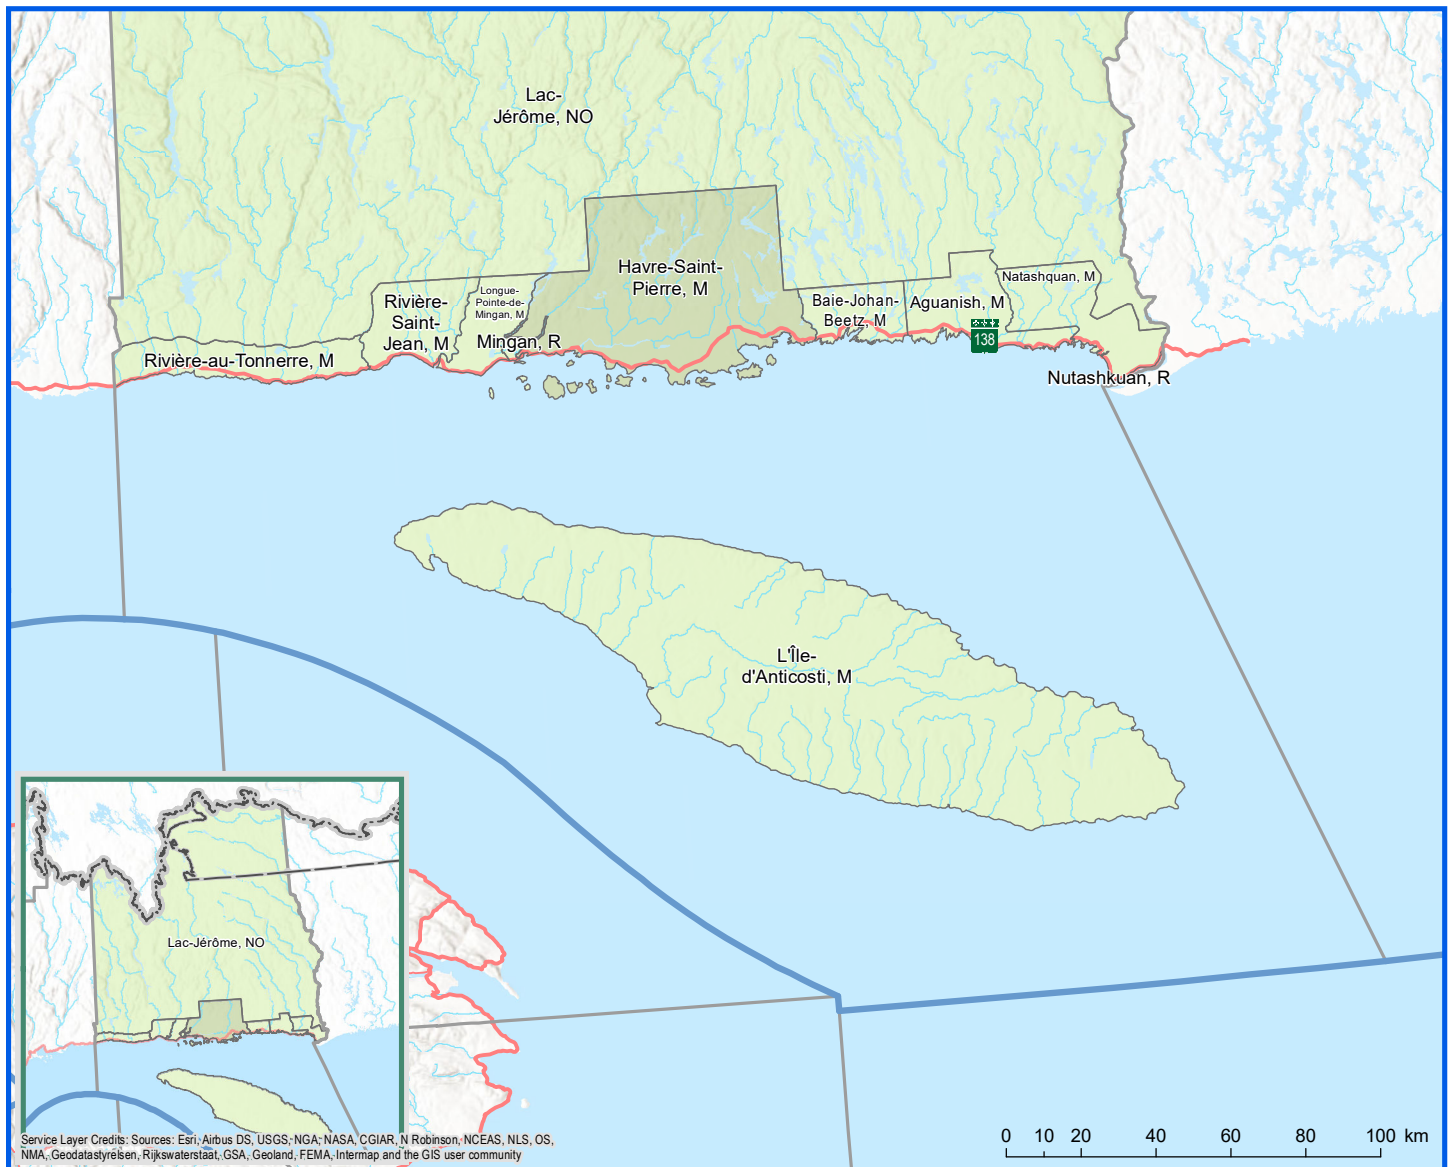 Lac-
Jérôme, NO
Havre-Saint-
Pierre, M
Natashquan, M
Longue-
Pointe-de-
Mingan, M
Rivière-
Saint-
Jean, M
Baie-Johan-
Beetz, M
Aguanish, M
138
Mingan, R
Rivière-au-Tonnerre, M
Nutashkuan, R
L'Île-
d'Anticosti, M
Lac-Jérôme, NO
Service Layer Credits: Sources: Esri, Airbus DS, USGS, NGA, NASA, CGIAR, N Robinson, NCEAS, NLS, OS,
NMA, Geodatastyrelsen, Rijkswaterstaat, GSA, Geoland, FEMA, Intermap and the GIS user community
0 10 20 40 60 80 100 km